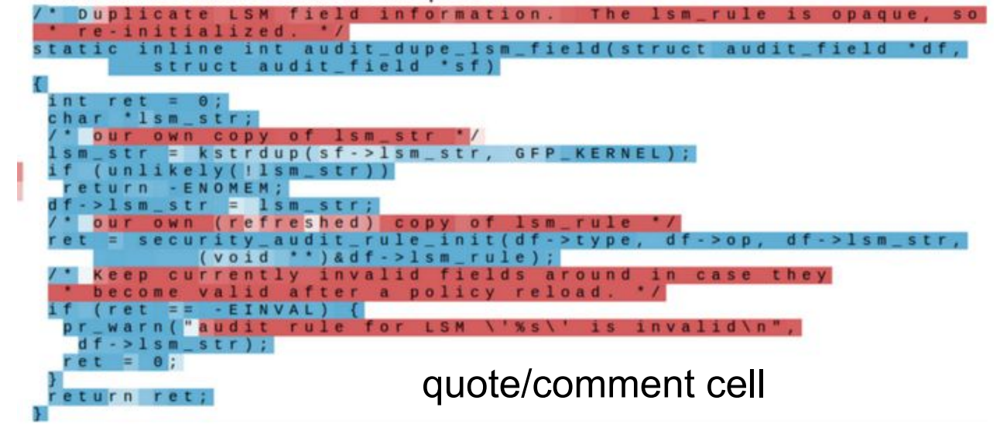 /* Duplicate LSM field information. The lsm_rule is opaque, so
* re-initialized. */
static inline int audit_dupe_lsm_field(struct audit_field *df,
struct audit_field *sf)
{
int ret = 0;
char *lsm_str;
/* our own copy of lsm_str */
lsm_str = kstrdup(sf->lsm_str, GFP_KERNEL);
if (unlikely(!lsm_str))
return -ENOMEM;
df->lsm_str = lsm_str;
/* our own (refreshed) copy of lsm_rule */
ret = security_audit_rule_init(df->type, df->op, df->lsm_str,
(void **)&df->lsm_rule);
/* Keep currently invalid fields around in case they
* become valid after a policy reload. */
if (ret == -EINVAL) {
pr_warn("audit rule for LSM \'%s\' is invalid\n",
df->lsm_str);
ret = 0;
}
return ret;
}
quote/comment cell